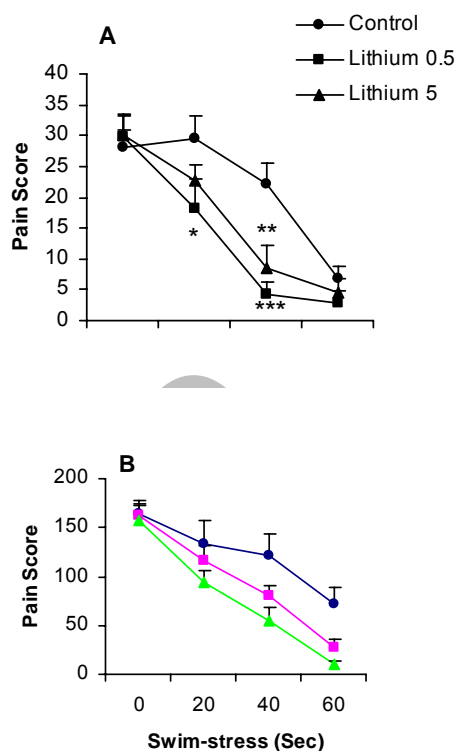 Control
Lithium 0.5
Lithium 5
A
40
35
30
25
20
15
10
5
0
Pain Score
*
**
***
B
200
150
100
50
0
Pain Score
0 20 40 60
Swim-stress (Sec)